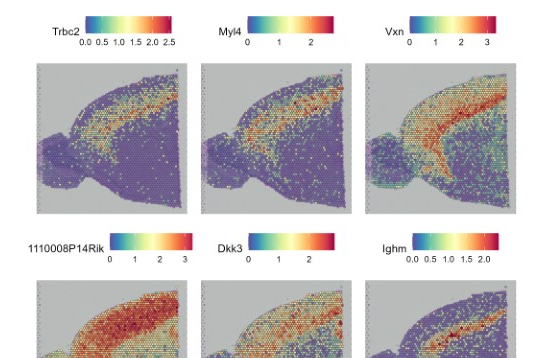 Trbc2
0.0 0.5 1.0 1.5 2.0 2.5
Myl4
0 1 2
Vxn
0 1 2 3
1110008P14Rik
0 1 2 3
Dkk3
0 1 2
Ighm
0.0 0.5 1.0 1.5 2.0